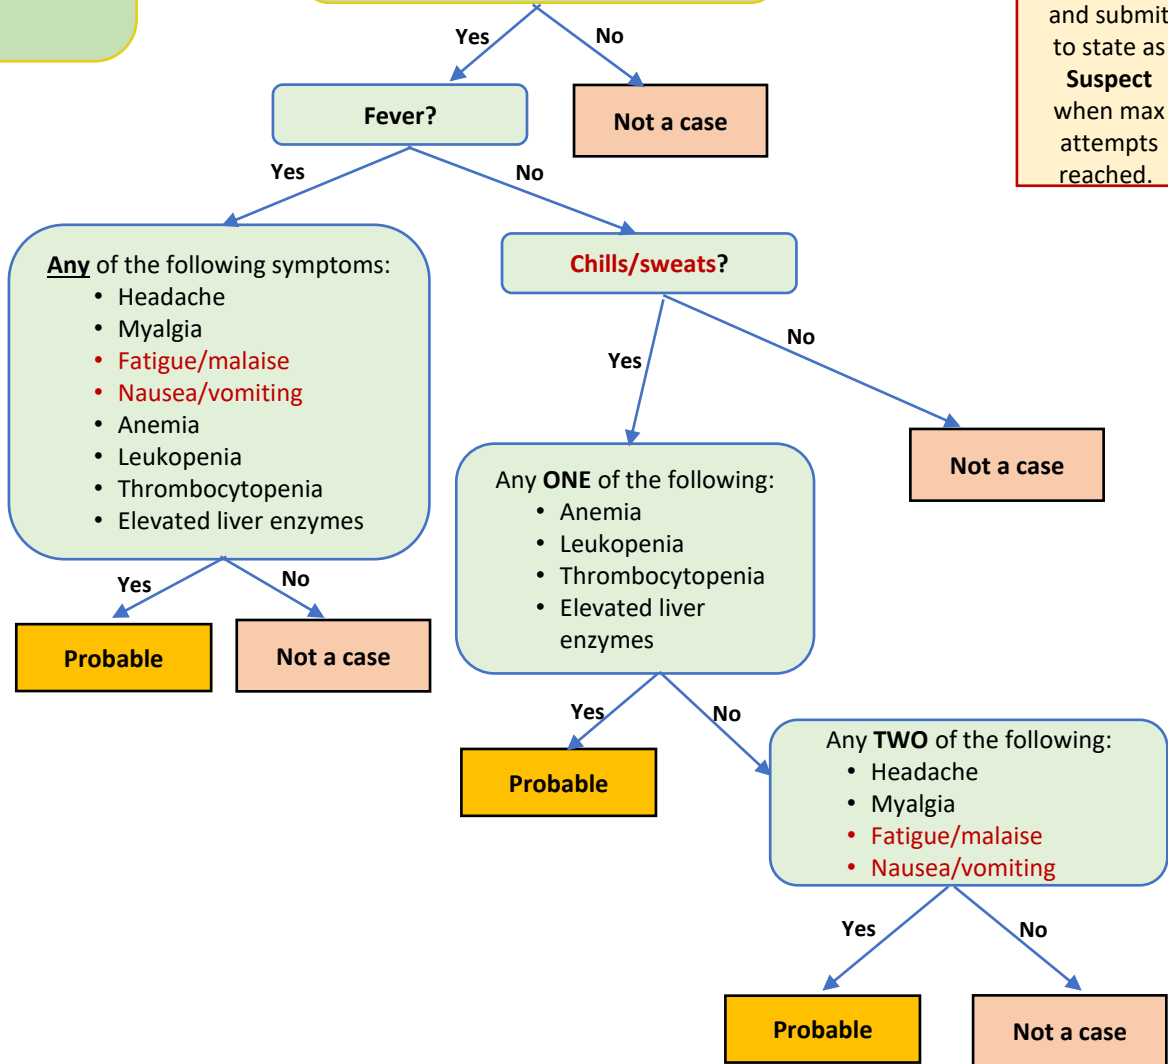 and submit
to state as
Suspect
when max
attempts
reached.
Yes
No
Fever?
Not a case
Yes
No
Any of the following symptoms:
• Headache
• Myalgia
• Fatigue/malaise
• Nausea/vomiting
• Anemia
• Leukopenia
• Thrombocytopenia
• Elevated liver enzymes
Chills/sweats?
Yes
No
Not a case
Any ONE of the following:
• Anemia
• Leukopenia
• Thrombocytopenia
• Elevated liver
enzymes
Yes
No
Probable
Not a case
Yes
No
Probable
Any TWO of the following:
• Headache
• Myalgia
• Fatigue/malaise
• Nausea/vomiting
Yes
No
Probable
Not a case